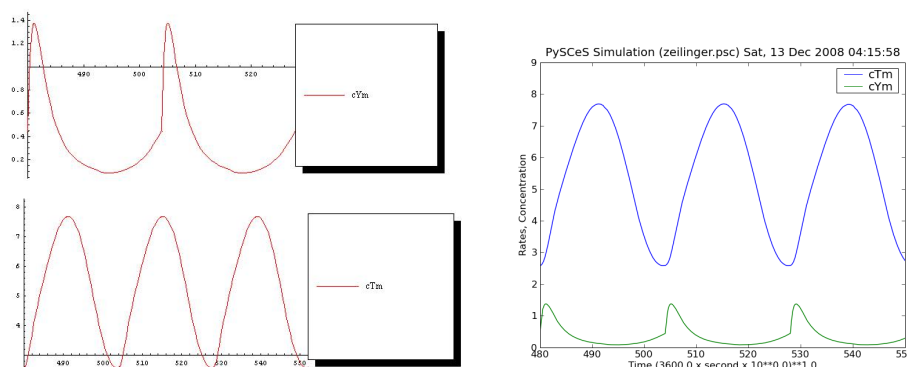 1.4
1.2
490 500 510 520
0.8
0.6
0.4
0.2
cYm
8
7
6
5
4
490 500 510 520 530 540
cTm
PySCeS Simulation (zeilinger.psc) Sat, 13 Dec 2008 04:15:58
9
8
7
6
5
4
3
2
1
0
Rates, Concentration
cTm
cYm
480 490 500 510 520 530 540 550
Time (3600.0 x second x 10**0.0)**1.0